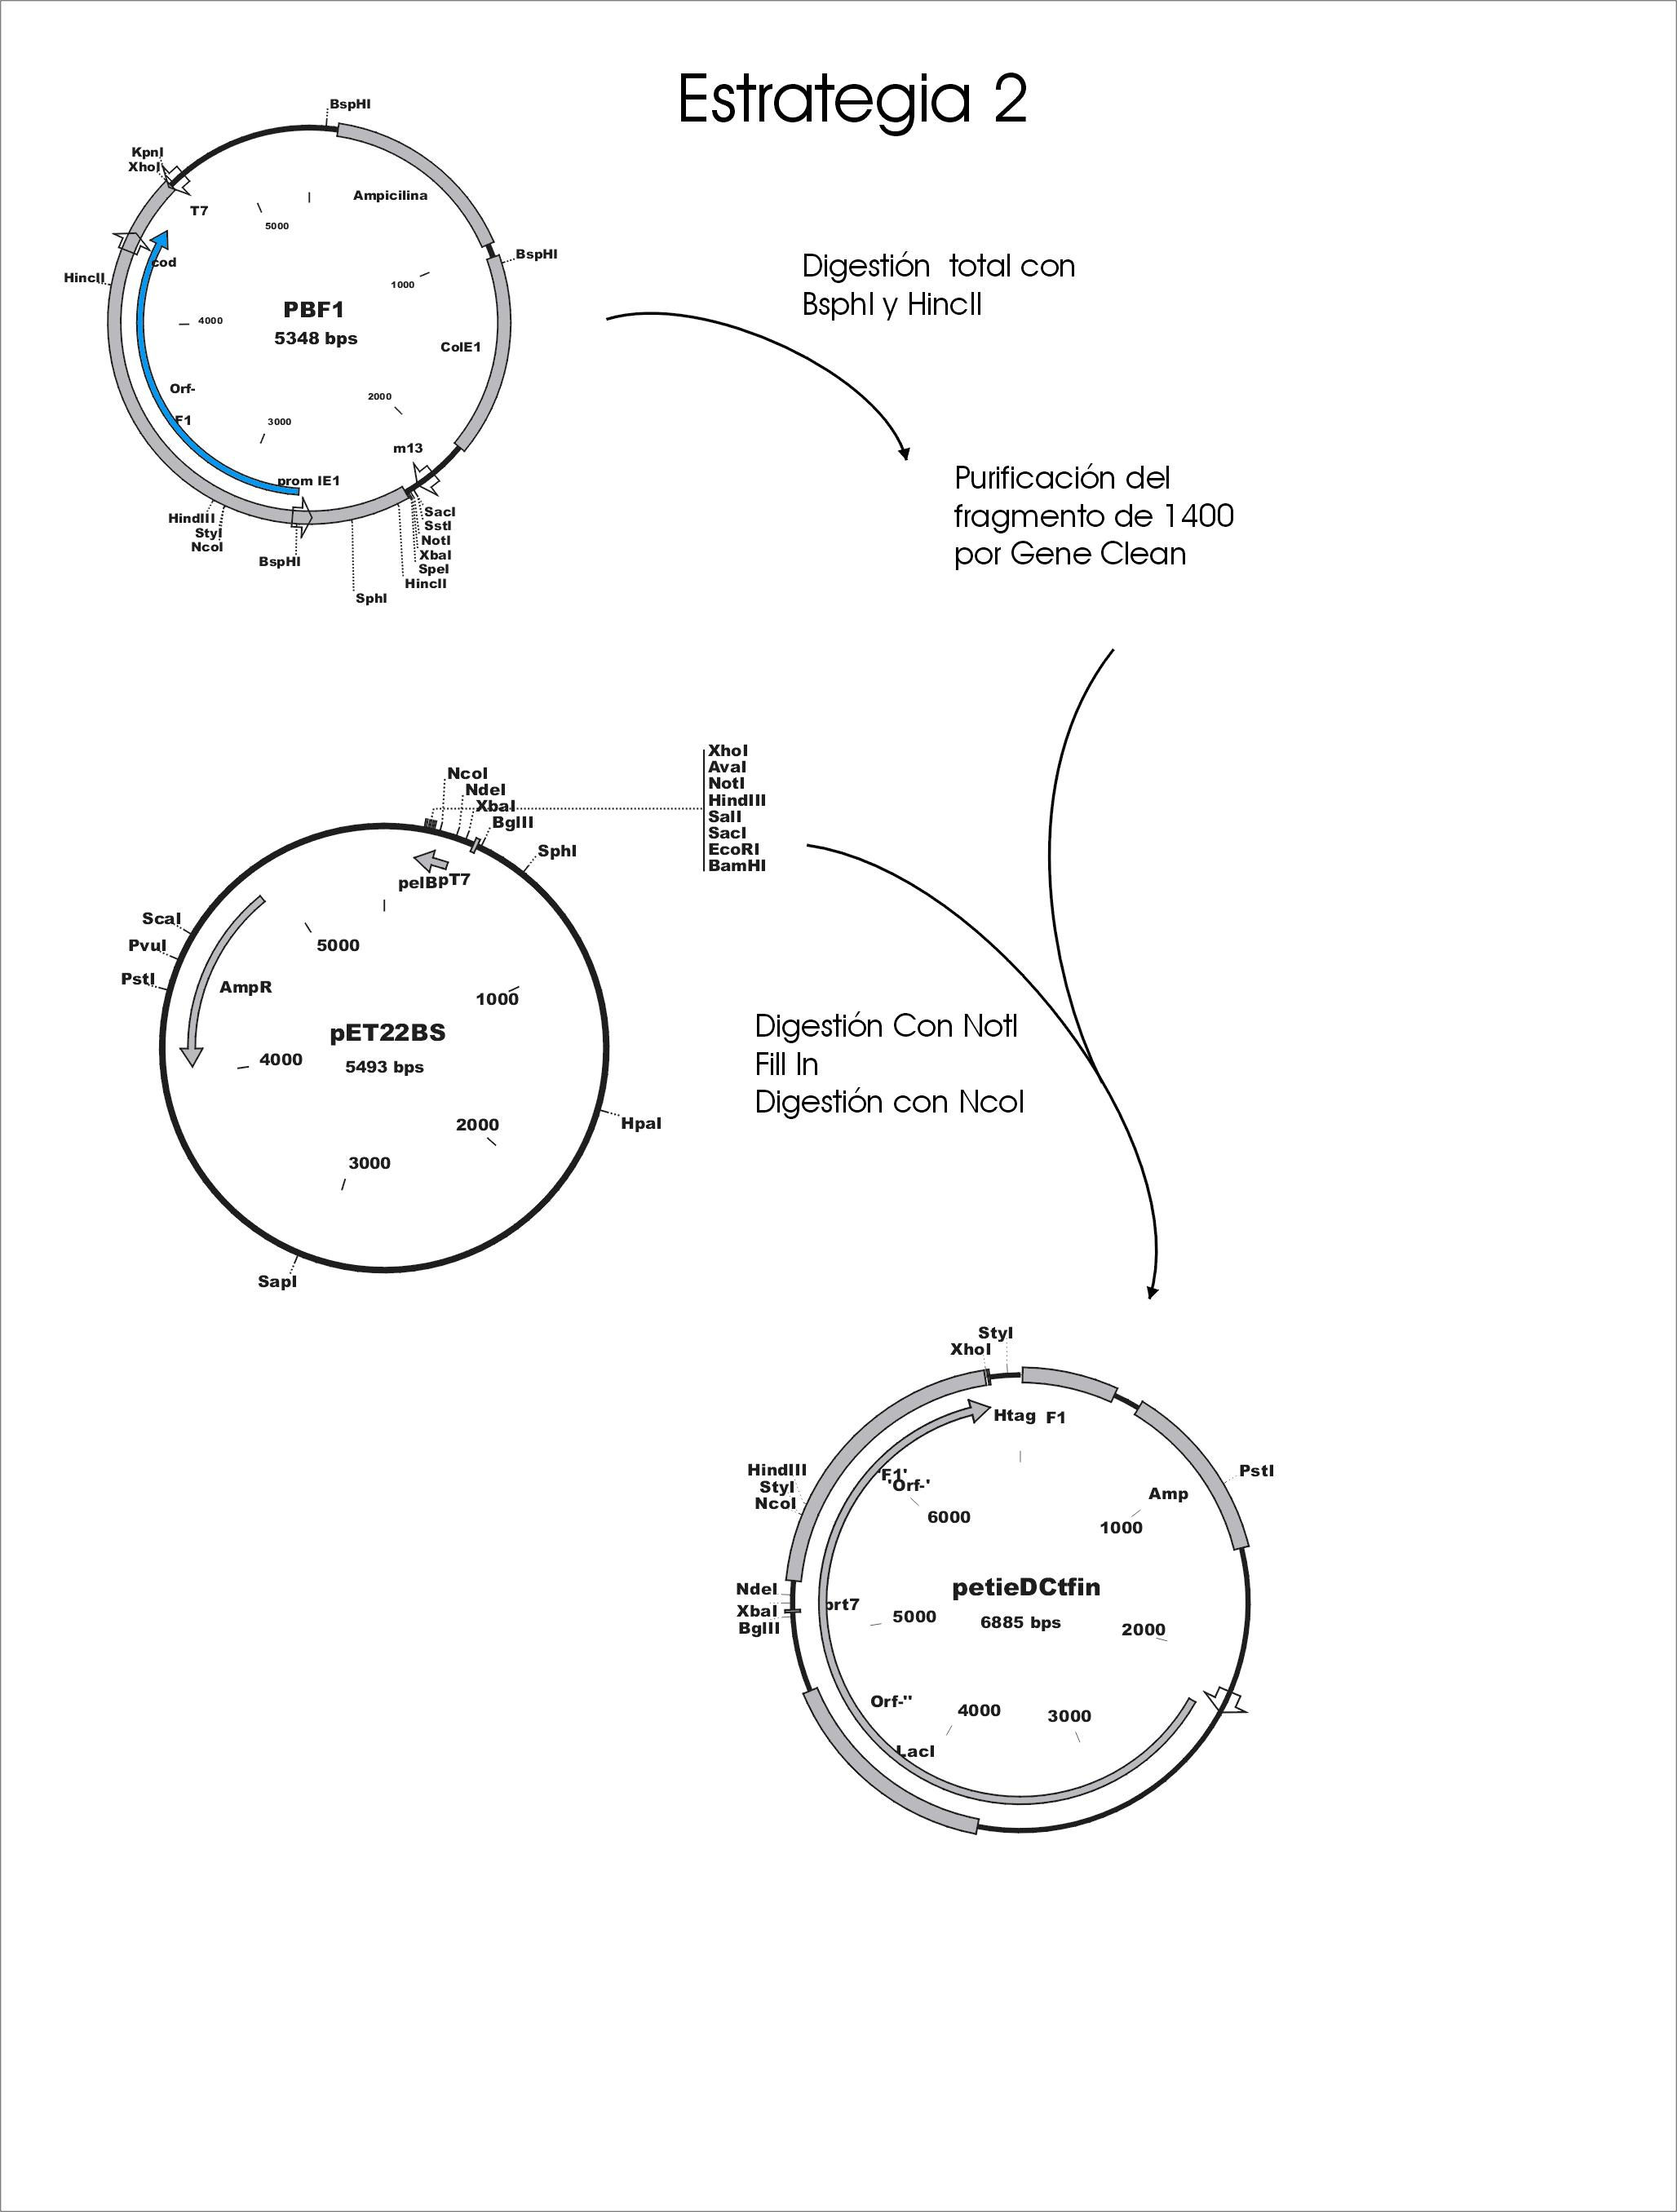 Estrategia 2
BspHI
KpnI
XhoI
T7
Ampicilina
5000
BspHI
cod
HincII
1000
PBF1
5348 bps
4000
ColE1
Orf-
F1
2000
3000
m13
prom IE1
HindIII
StyI
NcoI
BspHI
SacI
SstI
NotI
XbaI
SpeI
HincII
SphI
Digestión  total con
BsphI y HincII
Purificación del
fragmento de 1400
por Gene Clean
XhoI
AvaI
NotI
HindIII
SalI
SacI
EcoRI
BamHI
NcoI
NdeI
XbaI
BglII
SphI
pelBpT7
ScaI
PvuI
PstI
5000
AmpR
1000
pET22BS
5493 bps
4000
2000
HpaI
3000
SapI
Digestión Con NotI
Fill In
Digestión con NcoI
StyI
XhoI
Htag F1
HindIII
StyI
NcoI
F1'
'Orf-'
6000
PstI
Amp
1000
NdeI
XbaI
BglII
prt7
petieDCtfin
6885 bps
5000
2000
Orf-''
4000
3000
LacI